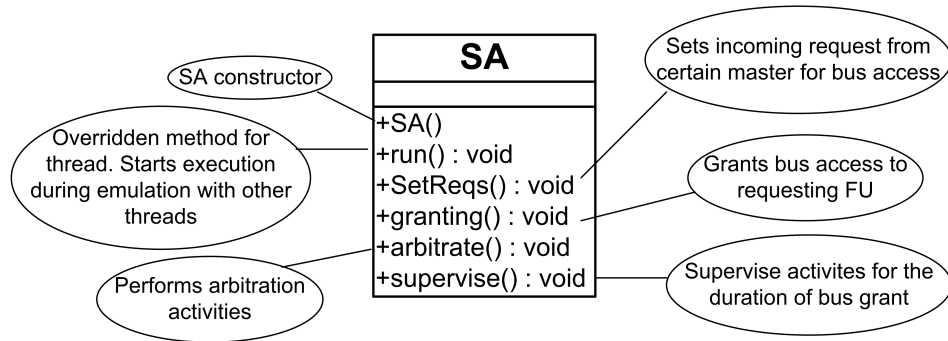 SA
+SA()
+run() : void
+SetReqs() : void
+granting() : void
+arbitrate() : void
+supervise() : void
SA constructor
Overridden method for
thread. Starts execution
during emulation with other
threads
Performs arbitration
activities
Sets incoming request from
certain master for bus access
Grants bus access to
requesting FU
Supervise activites for the
duration of bus grant